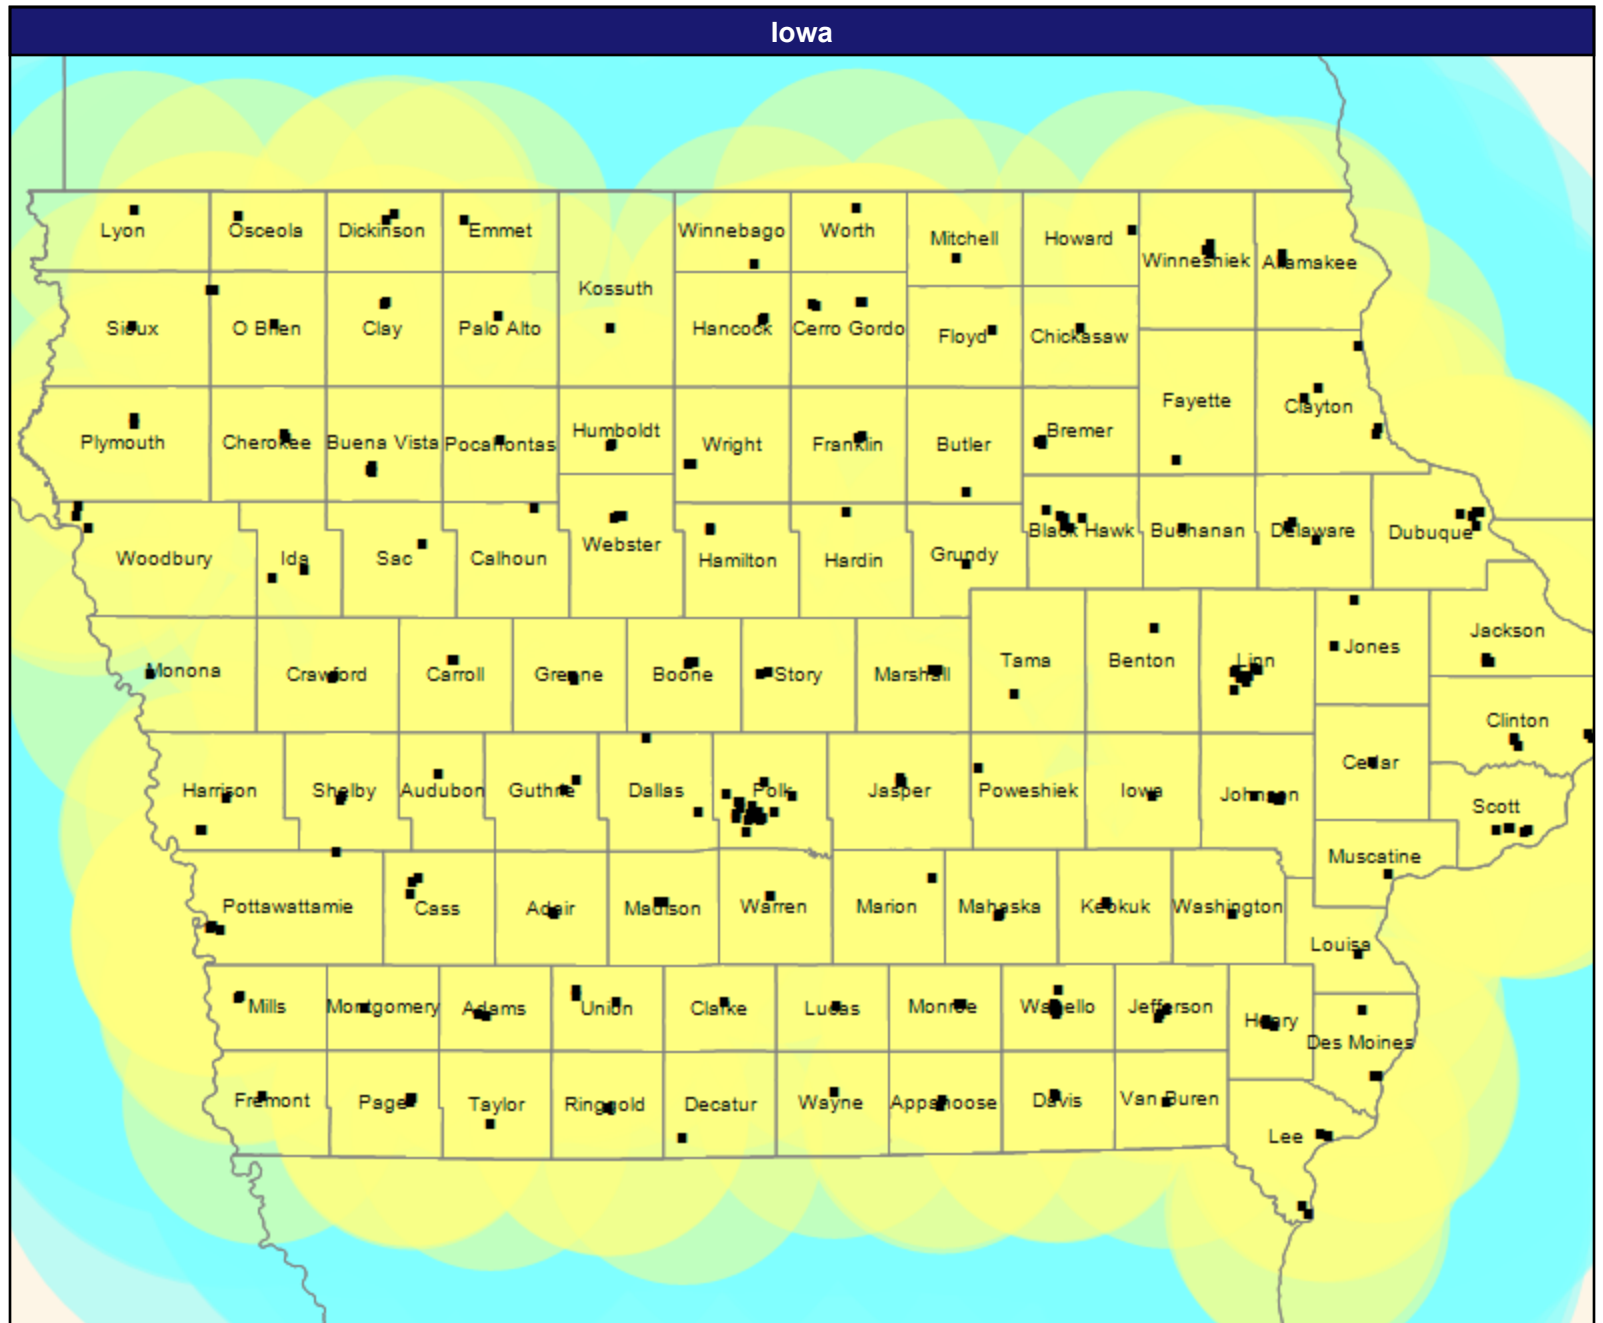 Iowa
Lyon
Osceola
Dickinson
Emmet
Winnebago
Worth
Mitchell
Howard
Winneshiek
Allamakee
Kossuth
Sioux
O Brien
Clay
Palo Alto
Hancock
Cerro Gordo
Floyd
Chickasaw
Fayette
Clayton
Plymouth
Cherokee
Buena Vista
Pocahontas
Humboldt
Wright
Franklin
Butler
Bremer
Woodbury
Ida
Sac
Calhoun
Webster
Hamilton
Hardin
Grundy
Black Hawk
Buchanan
Delaware
Dubuque
Monona
Crawford
Carroll
Greene
Boone
Story
Marshall
Tama
Benton
Linn
Jones
Jackson
Clinton
Harrison
Shelby
Audubon
Guthrie
Dallas
Polk
Jasper
Poweshiek
Iowa
Johnson
Cedar
Scott
Muscatine
Pottawattamie
Cass
Adair
Madison
Warren
Marion
Mahaska
Keokuk
Washington
Louisa
Mills
Montgomery
Adams
Union
Clarke
Lucas
Monroe
Wapello
Jefferson
Henry
Des Moines
Fremont
Page
Taylor
Ringgold
Decatur
Wayne
Appanoose
Davis
Van Buren
Lee